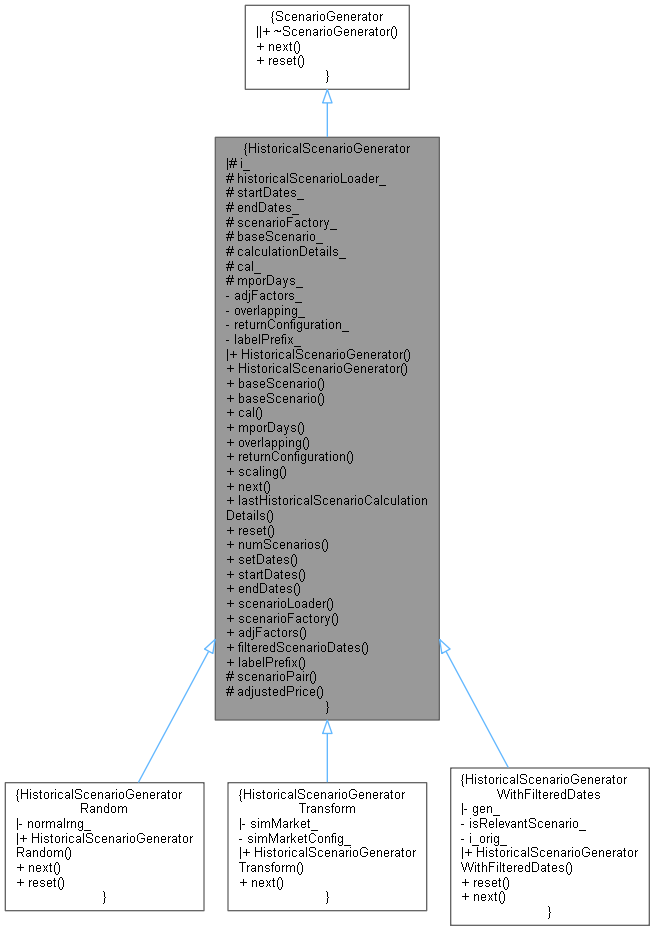 {ScenarioGenerator
||+ ~ScenarioGenerator()
+ next()
+ reset()
}
{HistoricalScenarioGenerator
|# i_
# historicalScenarioLoader_
# startDates_
# endDates_
# scenarioFactory_
# baseScenario_
# calculationDetails_
# cal_
# mporDays_
- adjFactors_
- overlapping_
- returnConfiguration_
- labelPrefix_
|+ HistoricalScenarioGenerator()
+ HistoricalScenarioGenerator()
+ baseScenario()
+ baseScenario()
+ cal()
+ mporDays()
+ overlapping()
+ returnConfiguration()
+ scaling()
+ next()
+ lastHistoricalScenarioCalculation
Details()
+ reset()
+ numScenarios()
+ setDates()
+ startDates()
+ endDates()
+ scenarioLoader()
+ scenarioFactory()
+ adjFactors()
+ filteredScenarioDates()
+ labelPrefix()
# scenarioPair()
# adjustedPrice()
}
{HistoricalScenarioGenerator
Random
|- normalrng_
|+ HistoricalScenarioGenerator
Random()
+ next()
+ reset()
}
{HistoricalScenarioGenerator
Transform
|- simMarket_
- simMarketConfig_
|+ HistoricalScenarioGenerator
Transform()
+ next()
}
{HistoricalScenarioGenerator
WithFilteredDates
|- gen_
- isRelevantScenario_
- i_orig_
|+ HistoricalScenarioGenerator
WithFilteredDates()
+ reset()
+ next()
}